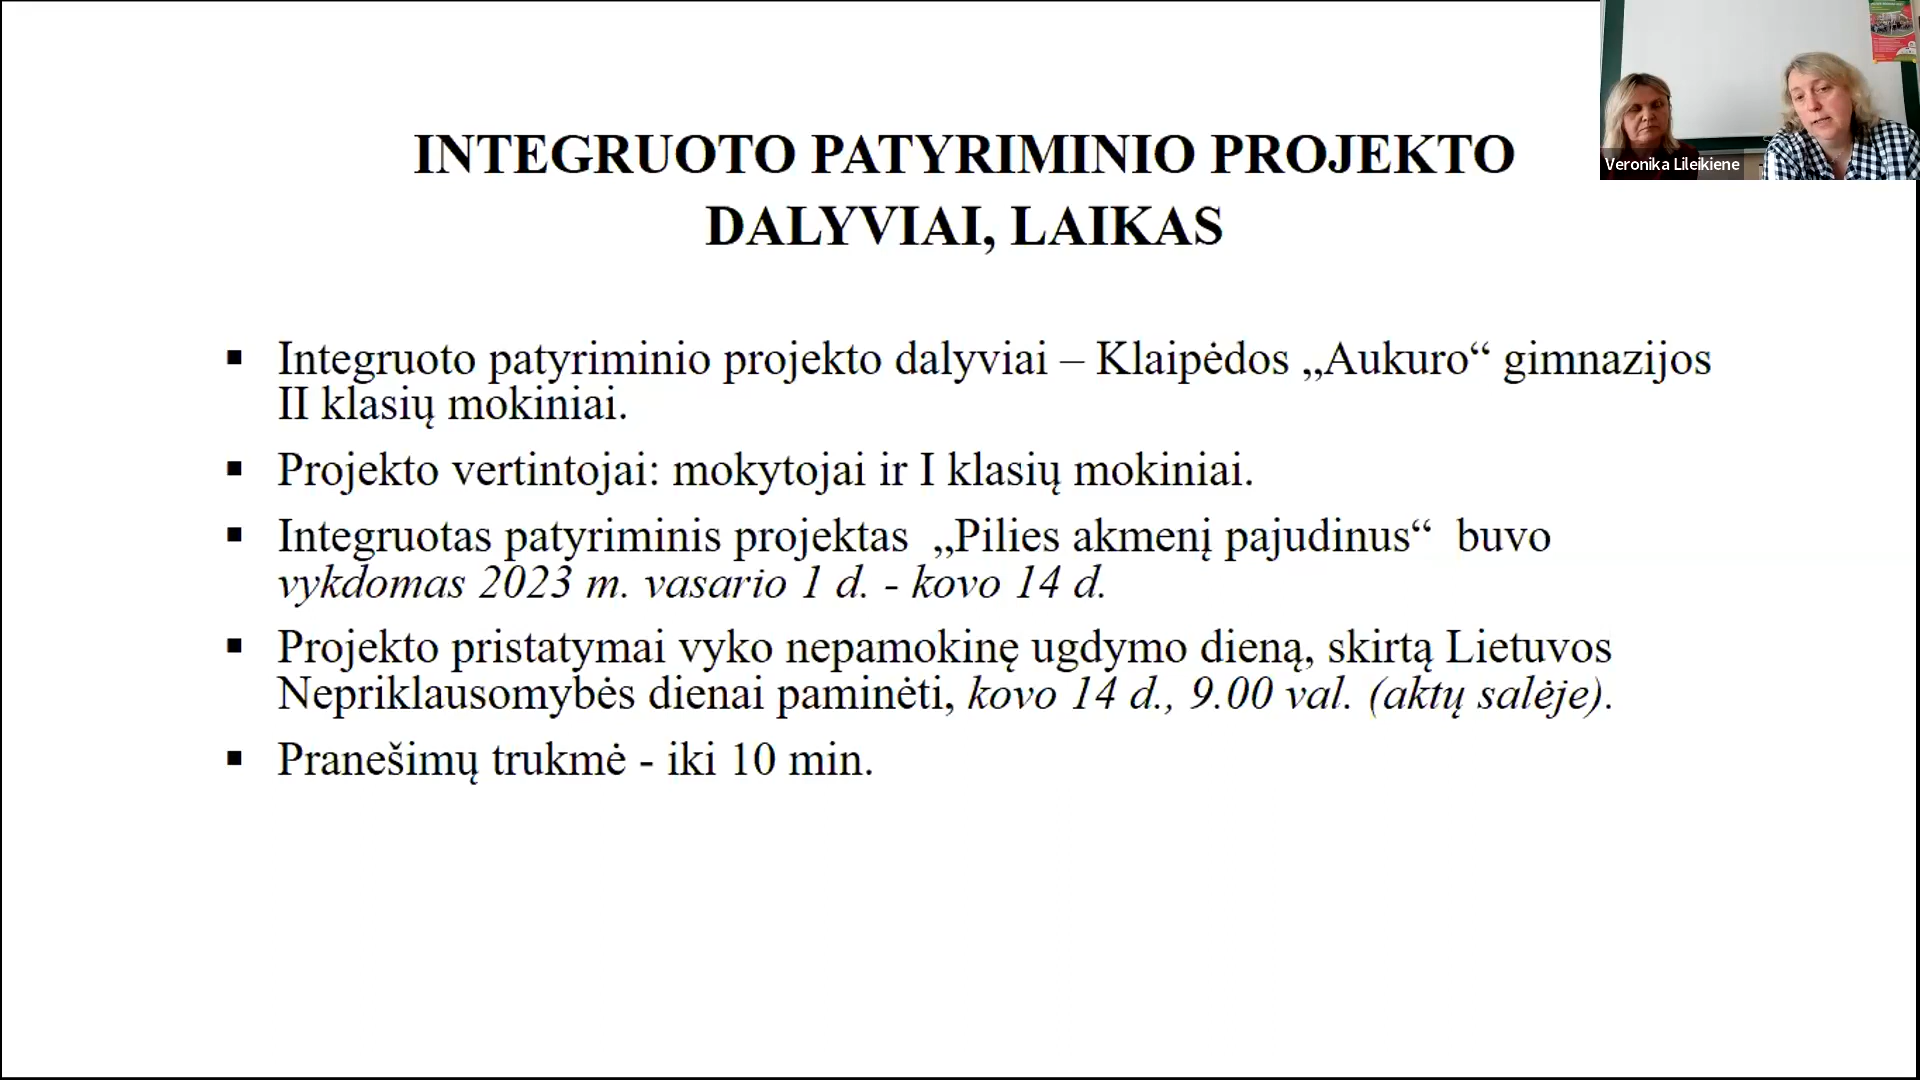 INTEGRUOTO PATYRIMINIO PROJEKTO
DALYVIAI, LAIKAS
Veronika Lileikiene
▪ Integruoto patyriminio projekto dalyviai – Klaipėdos „Aukuro“ gimnazijos
II klasių mokiniai.
▪ Projekto vertintojai: mokytojai ir I klasių mokiniai.
▪ Integruotas patyriminis projektas „Pilies akmenį pajudinus“ buvo
vykdomas 2023 m. vasario 1 d. - kovo 14 d.
▪ Projekto pristatymai vyko nepamokinę ugdymo dieną, skirtą Lietuvos
Nepriklausomybės dienai paminėti, kovo 14 d., 9.00 val. (aktų salėje).
▪ Pranešimų trukmė - iki 10 min.